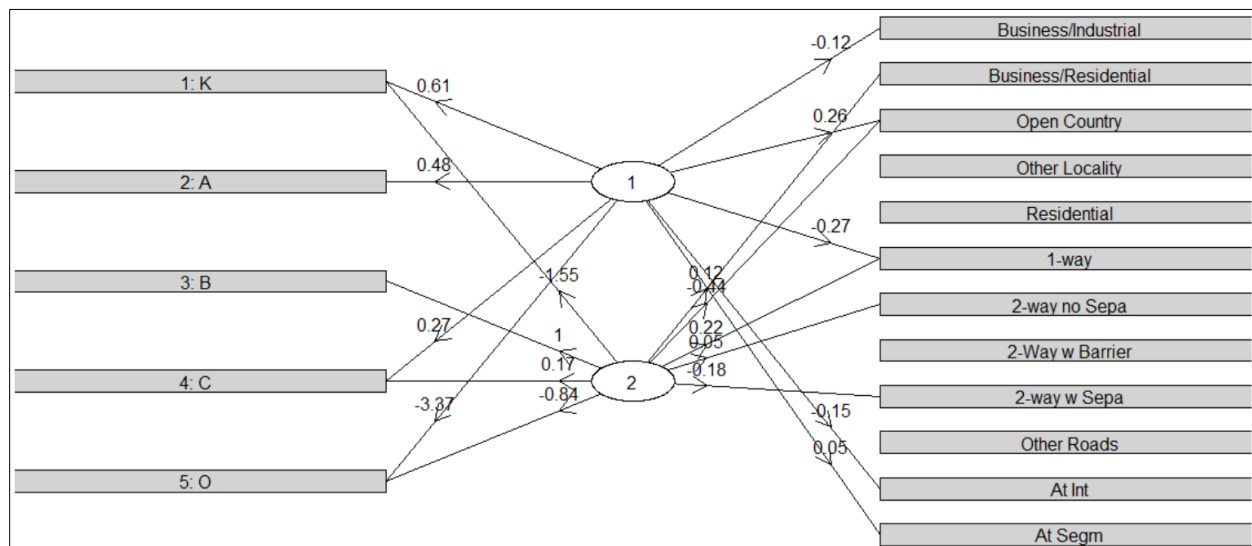 Business/Industrial
-0.12
1: K
0.61
Business/Residential
0.26
Open Country
2: A
0.48
1
Other Locality
Residential
-0.27
1-way
3: B
-1.55
0.12
-0.44
2-way no Sepa
0.27
1
0.22
0.05
2-Way w Barrier
4: C
0.17
2
-0.18
2-way w Sepa
-3.37
-0.84
-0.15
Other Roads
5: O
0.05
At Int
At Segm